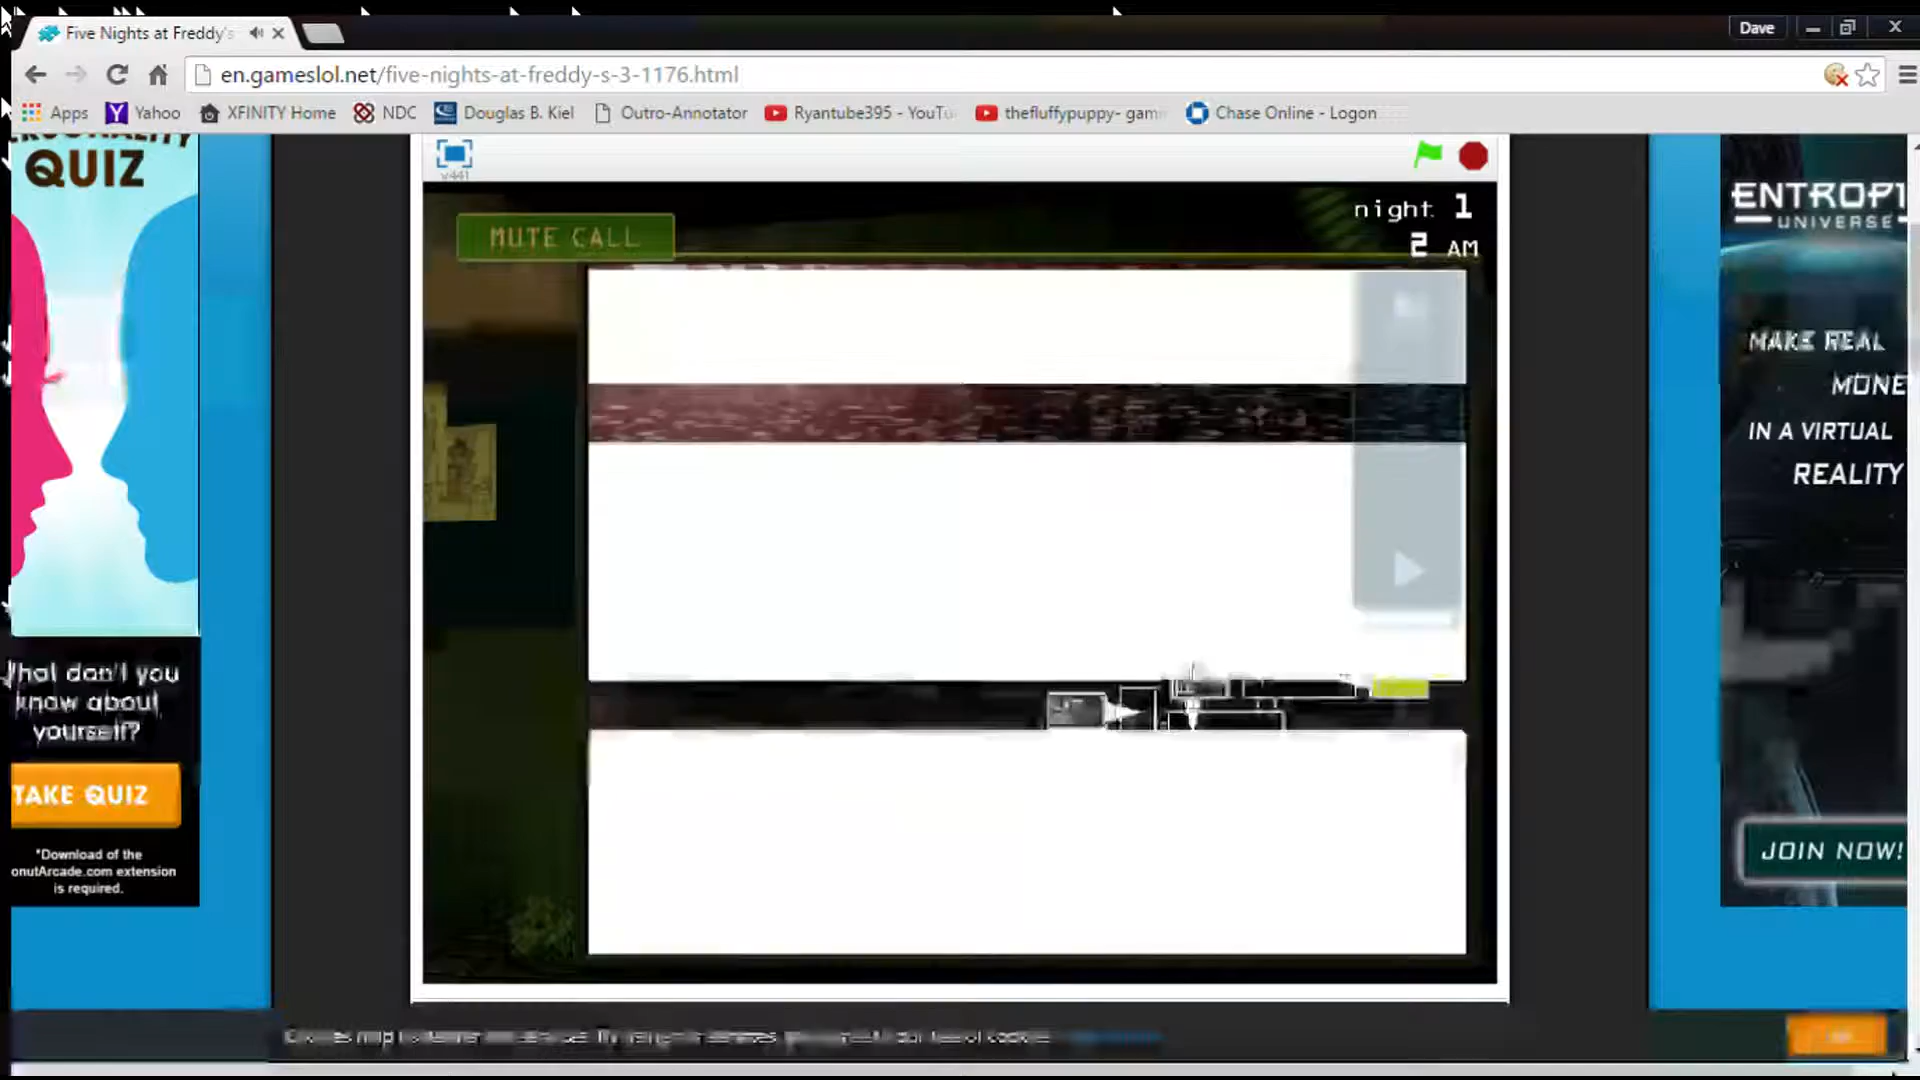 Five Nights at Freddy's
Dave
en.gameslol.net/five-nights-at-freddy-s-3-1176.html
Apps
Yahoo
XFINITY Home
NDC
Douglas B. Kiel
Outro-Annotator
Ryantube395 - YouTu
thefluffypuppy- gami
Chase Online - Logon
QUIZ
v441
night 1
2 AM
MUTE CALL
ENTROPI
UNIVERSE
MAKE REAL
MONE
IN A VIRTUAL
REALITY
JOIN NOW!
What don't you
know about
yourself?
TAKE QUIZ
*Download of the
onutArcade.com extension
is required.